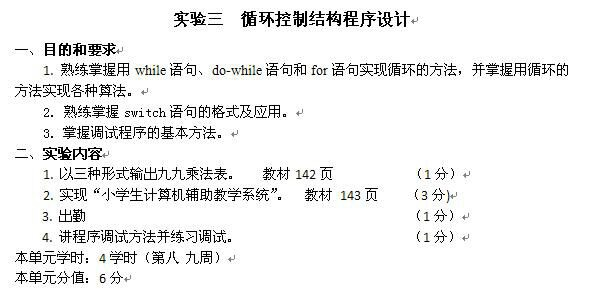 实验三 循环控制结构程序设计
一、目的和要求
1. 熟练掌握用 while 语句、do-while 语句和 for 语句实现循环的方法，并掌握用循环的
方法实现各种算法。
2. 熟练掌握 switch 语句的格式及应用。
3. 掌握调试程序的基本方法。
二、实验内容
1. 以三种形式输出九九乘法表。 教材 142 页 （1 分）
2. 实现“小学生计算机辅助教学系统”。 教材 143 页 （3 分)
3. 出勤 （1 分）
4. 讲程序调试方法并练习调试。 （1 分）
本单元学时：4 学时（第八 九周）
本单元分值：6 分